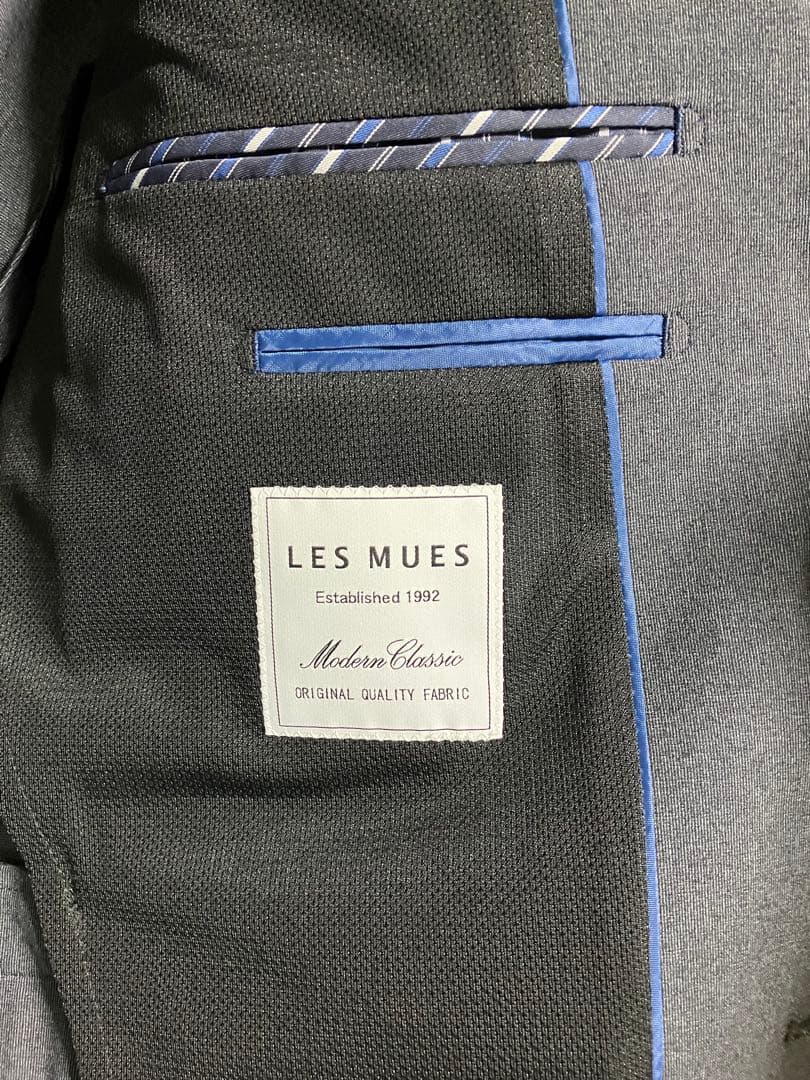 LES MUES
Established 1992
Modern Classic
ORIGINAL QUALITY FABRIC